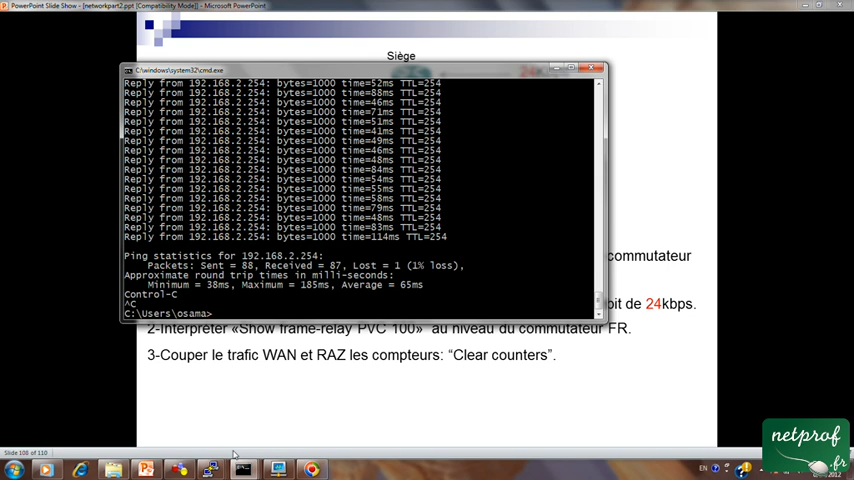 PowerPoint Slide Show - [networkpart2.ppt [Compatibility Mode]] - Microsoft PowerPoint
Siège
C:\windows\system32\cmd.exe
24K
Reply from 192.168.2.254: bytes=1000 time=52ms TTL=254
Reply from 192.168.2.254: bytes=1000 time=88ms TTL=254
Reply from 192.168.2.254: bytes=1000 time=46ms TTL=254
Reply from 192.168.2.254: bytes=1000 time=71ms TTL=254
Reply from 192.168.2.254: bytes=1000 time=51ms TTL=254
Reply from 192.168.2.254: bytes=1000 time=41ms TTL=254
Reply from 192.168.2.254: bytes=1000 time=49ms TTL=254
Reply from 192.168.2.254: bytes=1000 time=46ms TTL=254
Reply from 192.168.2.254: bytes=1000 time=48ms TTL=254
Reply from 192.168.2.254: bytes=1000 time=84ms TTL=254
Reply from 192.168.2.254: bytes=1000 time=54ms TTL=254
Reply from 192.168.2.254: bytes=1000 time=55ms TTL=254
Reply from 192.168.2.254: bytes=1000 time=58ms TTL=254
Reply from 192.168.2.254: bytes=1000 time=79ms TTL=254
Reply from 192.168.2.254: bytes=1000 time=48ms TTL=254
Reply from 192.168.2.254: bytes=1000 time=83ms TTL=254
Reply from 192.168.2.254: bytes=1000 time=114ms TTL=254
Ping statistics for 192.168.2.254:
Packets: Sent = 88, Received = 87, Lost = 1 (1% loss),
Approximate round trip times in milli-seconds:
Minimum = 38ms, Maximum = 185ms, Average = 65ms
Control-C
^C
C:\Users\osama>
commutateur
bit de 24kbps.
2-Interpréter «Show frame-relay PVC 100» au niveau du commutateur FR.
3-Couper le trafic WAN et RAZ les compteurs: “Clear counters”.
Slide 108 of 110
EN
netprof
.fr